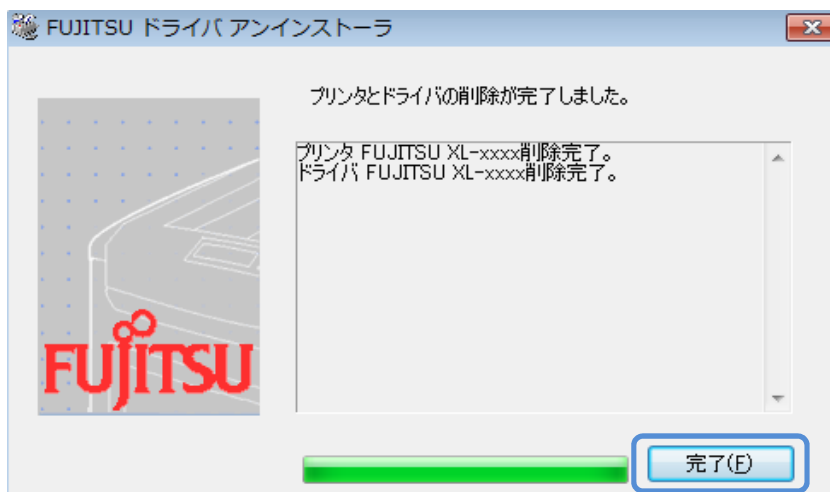 FUJITSU ドライバ アンインストーラ
プリンタとドライバの削除が完了しました。
プリンタ FUJITSU XL-xxxx削除完了。
ドライバ FUJITSU XL-xxxx削除完了。
FUJITSU
完了(F)